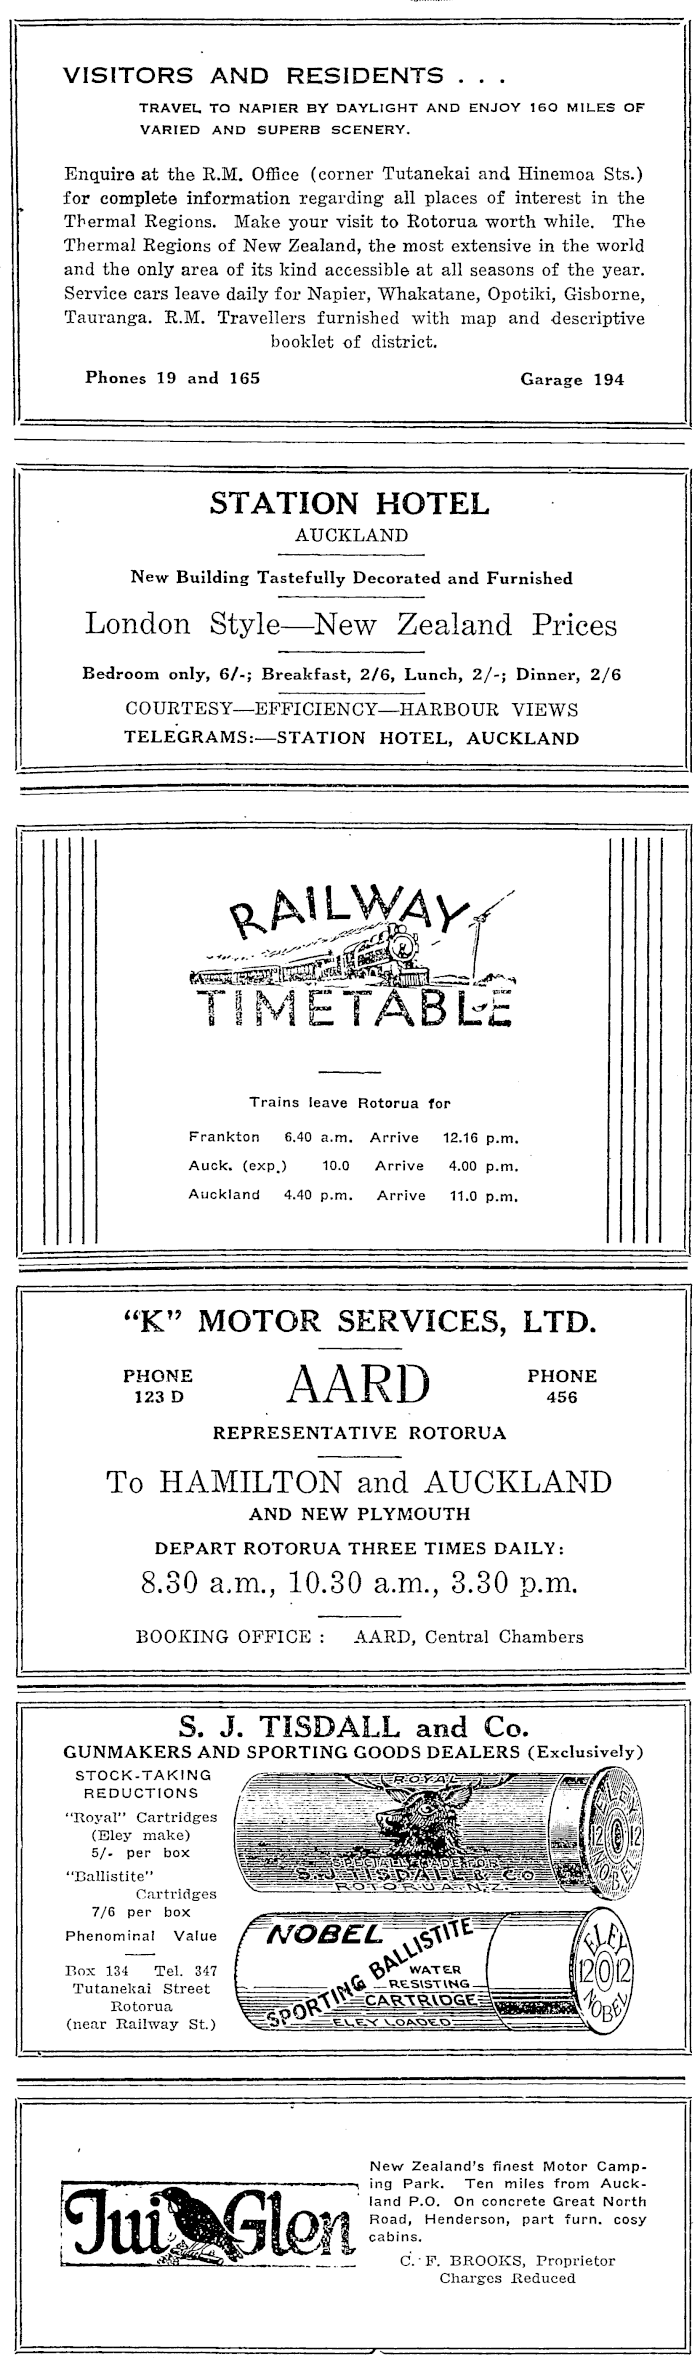 VISITORS AND RESIDENTS . . .
TRAVEL TO NAPIER BY DAYLIGHT AND ENJOY 160 MILES OF
VARIED AND SUPERB SCENERY.
Enquire at the R.M. Office (corner Tutanekai and Hinemoa Sts.)
for complete information regarding all places of interest in the
Thermal Regions. Make your visit to Rotorua worth while. The
Thermal Regions of New Zealand, the most extensive in the world
and the only area of its kind accessible at all seasons of the year.
Service cars leave daily for Napier, Whakatane, Opotiki, Gisborne,
Tauranga. R.M. Travellers furnished with map and descriptive
booklet of district.
Phones 19 and 165 Garage 194
STATION HOTEL
AUCKLAND
New Building Tastefully Decorated and Furnished
London Style—New Zealand Prices
Bedroom only, 6/-; Breakfast, 2/6, Lunch, 2/-; Dinner, 2/6
COURTESY—EFFICIENCY—HARBOUR VIEWS
TELEGRAMS:—STATION HOTEL, AUCKLAND
RAILWAY
TIMETABLE
Trains leave Rotorua for
Frankton 6.40 a.m. Arrive 12.16 p.m.
Auck. (exp.) 10.0 Arrive 4.00 p.m.
Auckland 4.40 p.m. Arrive 11.0 p.m.
"K" MOTOR SERVICES, LTD.
PHONE
123 D
AARD
PHONE
456
REPRESENTATIVE ROTORUA
To HAMILTON and AUCKLAND
AND NEW PLYMOUTH
DEPART ROTORUA THREE TIMES DAILY:
8.30 a.m., 10.30 a.m., 3.30 p.m.
BOOKING OFFICE : AARD, Central Chambers
S. J. TISDALL and Co.
GUNMAKERS AND SPORTING GOODS DEALERS (Exclusively)
STOCK-TAKING
REDUCTIONS
"Royal" Cartridges
(Eley make)
5/- per box
"Ballistite"
Cartridges
7/6 per box
Phenominal Value
Box 134 Tel. 347
Tutanekai Street
Rotorua
(near Railway St.)
ROYAL
SPECIALLY MADE FOR
S.J. TISDALL & CO
ROTORUA. N.Z.
ELEY
12 12
NOBEL
NOBEL
SPORTING BALLISTITE
WATER
RESISTING
CARTRIDGE
ELEY LOADED
ELEY
12 12
NOBEL
Tui Glen
New Zealand's finest Motor Camp-
ing Park. Ten miles from Auck-
land P.O. On concrete Great North
Road, Henderson, part furn. cosy
cabins.
C. F. BROOKS, Proprietor
Charges Reduced